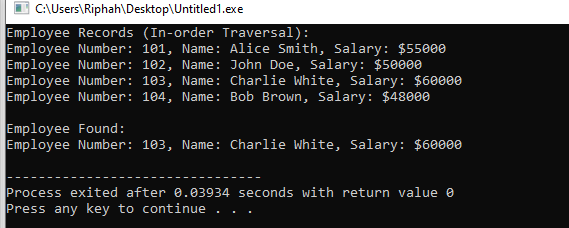 C:\Users\Riphah\Desktop\Untitled1.exe
Employee Records (In-order Traversal):
Employee Number: 101, Name: Alice Smith, Salary: $55000
Employee Number: 102, Name: John Doe, Salary: $50000
Employee Number: 103, Name: Charlie White, Salary: $60000
Employee Number: 104, Name: Bob Brown, Salary: $48000
Employee Found:
Employee Number: 103, Name: Charlie White, Salary: $60000
--------------------------------
Process exited after 0.03934 seconds with return value 0
Press any key to continue . . .